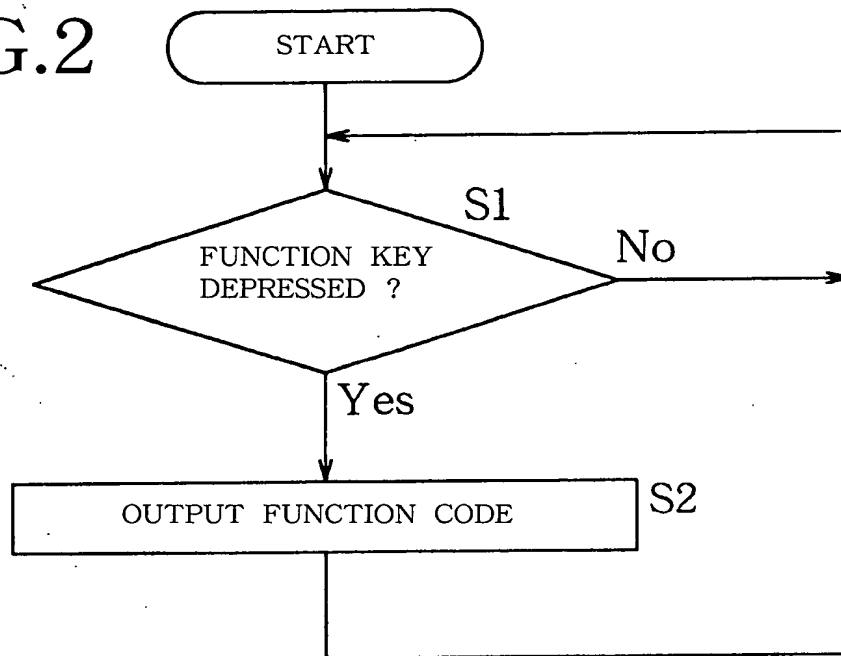 G.2
START
S1
FUNCTION KEY
DEPRESSED ?
No
Yes
OUTPUT FUNCTION CODE
S2